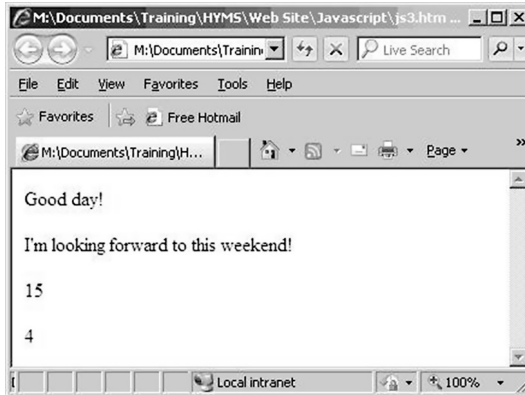 M:\Documents\Training\HYMS\Web Site\Javascript\js3.htm ...
M:\Documents\Trainin
Live Search
File Edit View Favorites Tools Help
Favorites Free Hotmail
M:\Documents\Training\H... Page
Good day!
I'm looking forward to this weekend!
15
4
Local intranet 100%